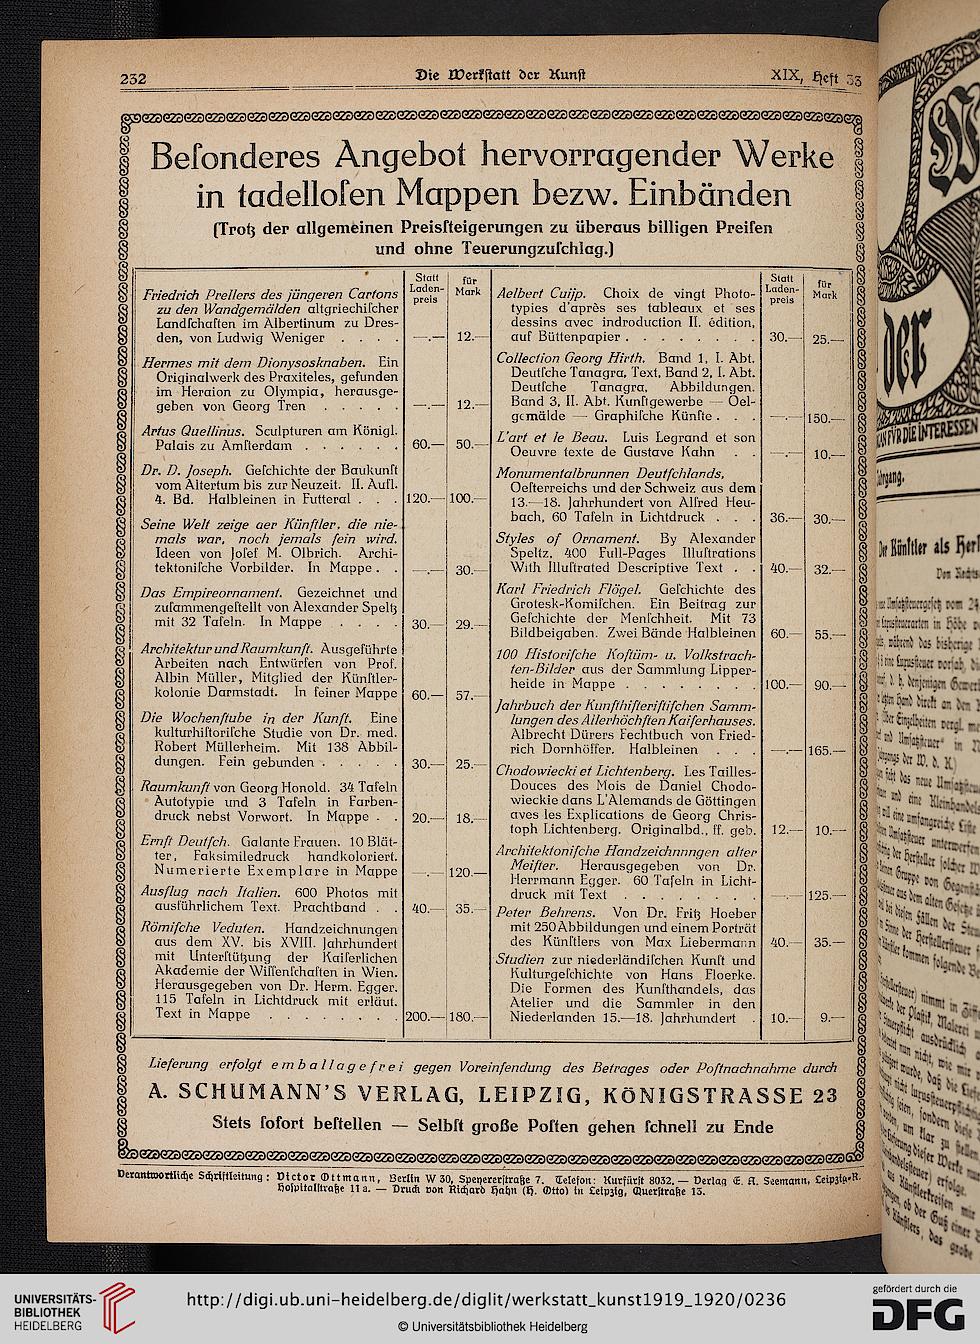 232
Die Werkſtatt der Kunſt
XIX, Heft 33
Beſonderes Angebot hervorragender Werke
in tadelloſen Mappen bezw. Einbänden
(Trotz der allgemeinen Preisſteigerungen zu überaus billigen Preiſen
und ohne Teuerungzuſchlag.)
Statt
Laden-
preis
für
Mark
Friedrich Prellers des jüngeren Cartons
zu den Wandgemälden altgriechiſcher
Landſchaften im Albertinum zu Dres-
den, von Ludwig Weniger . . . . —.— 12.—
Hermes mit dem Dionysosknaben. Ein
Originalwerk des Praxiteles, gefunden
im Heraion zu Olympia, herausge-
geben von Georg Tren . . . . . —.— 12.—
Artus Quellinus. Sculpturen am Königl.
Palais zu Amſterdam . . . . . . 60.— 50.—
Dr. D. Joseph. Geſchichte der Baukunſt
vom Altertum bis zur Neuzeit. II. Aufl.
4. Bd. Halbleinen in Futteral . . . 120.— 100.—
Seine Welt zeige aer Künſtler, die nie-
mals war, noch jemals ſein wird.
Ideen von Joſef M. Olbrich. Archi-
tektoniſche Vorbilder. In Mappe . . —.— 30.—
Das Empireornament. Gezeichnet und
zuſammengeſtellt von Alexander Speltz
mit 32 Tafeln. In Mappe . . . . 30.— 29.—
Architektur und Raumkunſt. Ausgeführte
Arbeiten nach Entwürfen von Prof.
Albin Müller, Mitglied der Künſtler-
kolonie Darmstadt. In feiner Mappe 60.— 57.—
Die Wochenſtube in der Kunſt. Eine
kulturhiſtoriſche Studie von Dr. med.
Robert Müllerheim. Mit 138 Abbil-
dungen. Fein gebunden . . . . . 30.— 25.—
Raumkunſt von Georg Honold. 34 Tafeln
Autotypie und 3 Tafeln in Farben-
druck nebst Vorwort. In Mappe . . 20.— 18.—
Ernſt Deutſch. Galante Frauen. 10 Blät-
ter, Faksimiledruck handkoloriert.
Numerierte Exemplare in Mappe —.— 120.—
Ausflug nach Italien. 600 Photos mit
ausführlichem Text. Prachtband . . 40.— 35.—
Römiſche Veduten. Handzeichnungen
aus dem XV. bis XVIII. Jahrhundert
mit Unterſtützung der Kaiſerlichen
Akademie der Wiſſenſchaften in Wien.
Herausgegeben von Dr. Herm. Egger.
115 Tafeln in Lichtdruck mit erläut.
Text in Mappe . . . . . . . . 200.— 180.—
Statt
Laden-
preis
für
Mark
Aelbert Cuijp. Choix de vingt Photo-
typies d'après ses tableaux et ses
dessins avec indroduction II. édition,
auf Büttenpapier . . . . . . . . 30.— 25.—
Collection Georg Hirth. Band 1, I. Abt.
Deutſche Tanagra, Text, Band 2, I. Abt.
Deutſche Tanagra, Abbildungen.
Band 3, II. Abt. Kunſtgewerbe — Oel-
gemälde — Graphiſche Künſte . . . —.— 150.—
L'art et le Beau. Luis Legrand et son
Oeuvre texte de Gustave Kahn . . —.— 10.—
Monumentalbrunnen Deutſchlands,
Oeſterreichs und der Schweiz aus dem
13.—18. Jahrhundert von Alfred Heu-
bach, 60 Tafeln in Lichtdruck . . . 36.— 30.—
Styles of Ornament. By Alexander
Speltz, 400 Full-Pages Illuſtrations
With Illuſtrated Descriptive Text . . 40.— 32.—
Karl Friedrich Flögel. Geſchichte des
Grotesk-Komiſchen. Ein Beitrag zur
Geſchichte der Menſchheit. Mit 73
Bildbeigaben. Zwei Bände Halbleinen 60.— 55.—
100 Hiſtoriſche Koſtüm- u. Volkstrach-
ten-Bilder aus der Sammlung Lipper-
heide in Mappe . . . . . . . . 100.— 90.—
Jahrbuch der Kunſthiſteriſtiſchen Samm-
lungen des Allerhöchſten Kaiſerhauses.
Albrecht Dürers Fechtbuch von Fried-
rich Dornhöffer. Halbleinen . . . —.— 165.—
Chodowiecki et Lichtenberg. Les Tailles-
Douces des Mois de Daniel Chodo-
wieckie dans L'Alemands de Göttingen
aves les Explications de Georg Chris-
toph Lichtenberg. Originalbd., ff. geb. 12.— 10.—
Architektoniſche Handzeichnnngen alter
Meiſter. Herausgegeben von Dr.
Herrmann Egger. 60 Tafeln in Licht-
druck mit Text . . . . . . . . —.— 125.—
Peter Behrens. Von Dr. Fritz Hoeber
mit 250 Abbildungen und einem Porträt
des Künſtlers von Max Liebermann 40.— 35.—
Studien zur niederländiſchen Kunſt und
Kulturgeſchichte von Hans Floerke.
Die Formen des Kunſthandels, das
Atelier und die Sammler in den
Niederlanden 15.—18. Jahrhundert . 10.— 9.—
Lieferung erfolgt emballagefrei gegen Voreinſendung des Betrages oder Poſtnachnahme durch
A. SCHUMANN'S VERLAG, LEIPZIG, KÖNIGSTRASSE 23
Stets ſofort beſtellen — Selbſt große Poſten gehen ſchnell zu Ende
Verantwortliche Schriftleitung: Victor Ottmann, Berlin W 30, Speyererſtraße 7. Telefon: Kurfürſt 8032. — Verlag E. A. Seemann, Leipzig-R.
Hoſpitalſtraße 11 a. — Druck von Richard Hahn (H. Otto) in Leipzig, Querſtraße 13.
der
FÜR DIE INTERESSEN
Der Künſtler als
UNIVERSITÄTS-
BIBLIOTHEK
HEIDELBERG
http://digi.ub.uni-heidelberg.de/diglit/werkstatt_kunst1919_1920/0236
© Universitätsbibliothek Heidelberg
gefördert durch die
DFG